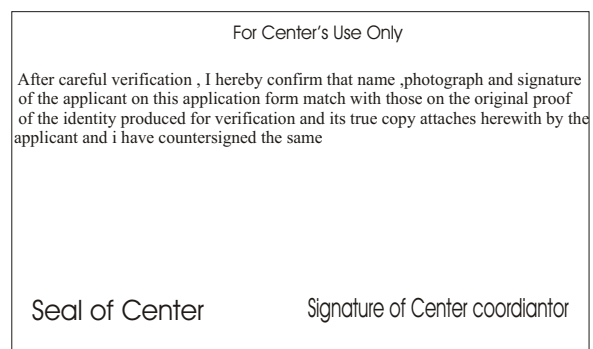 For Center's Use Only
After careful verification , I hereby confirm that name ,photograph and signature
of the applicant on this application form match with those on the original proof
of the identity produced for verification and its true copy attaches herewith by the
applicant and i have countersigned the same
Seal of Center Signature of Center coordiantor